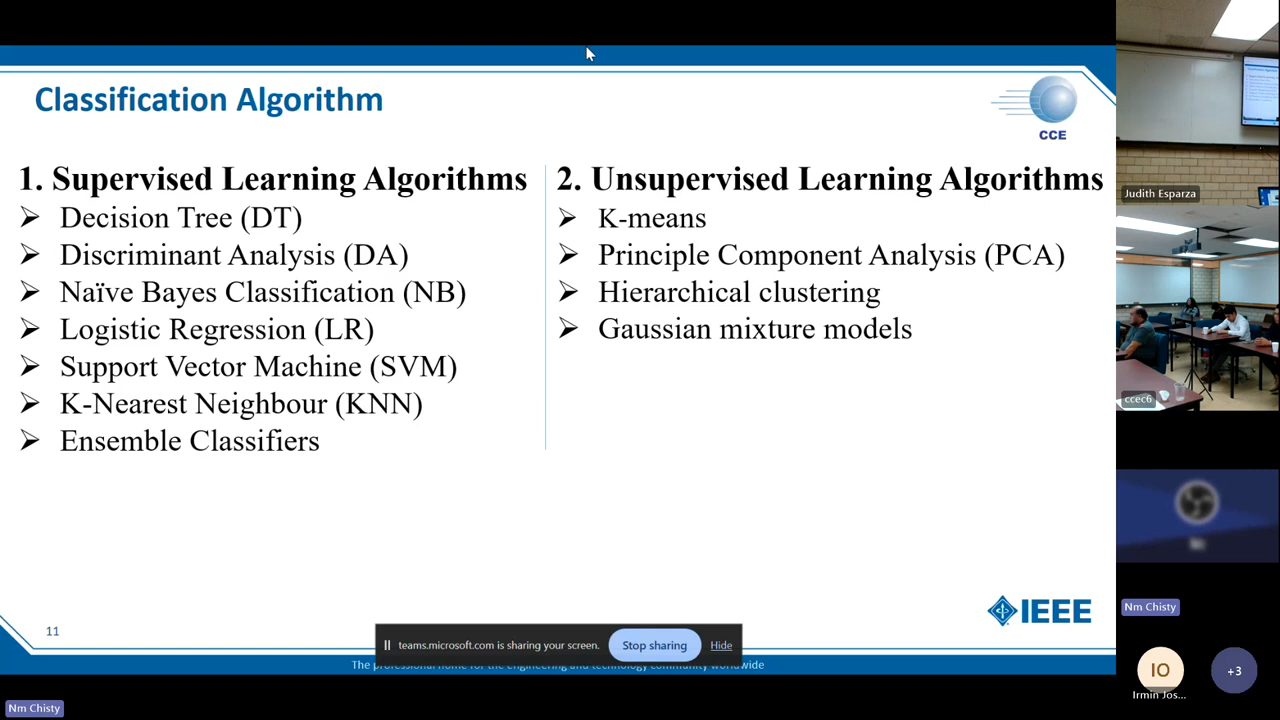 Classification Algorithm
CCE
1. Supervised Learning Algorithms
➢ Decision Tree (DT)
➢ Discriminant Analysis (DA)
➢ Naïve Bayes Classification (NB)
➢ Logistic Regression (LR)
➢ Support Vector Machine (SVM)
➢ K-Nearest Neighbour (KNN)
➢ Ensemble Classifiers
2. Unsupervised Learning Algorithms
➢ K-means
➢ Principle Component Analysis (PCA)
➢ Hierarchical clustering
➢ Gaussian mixture models
IEEE
11
teams.microsoft.com is sharing your screen.
Stop sharing
Hide
The professional home for the engineering and technology community worldwide
Nm Chisty
Judith Esparza
ccec6
Nm Chisty
IO
Irmin Jos...
+3